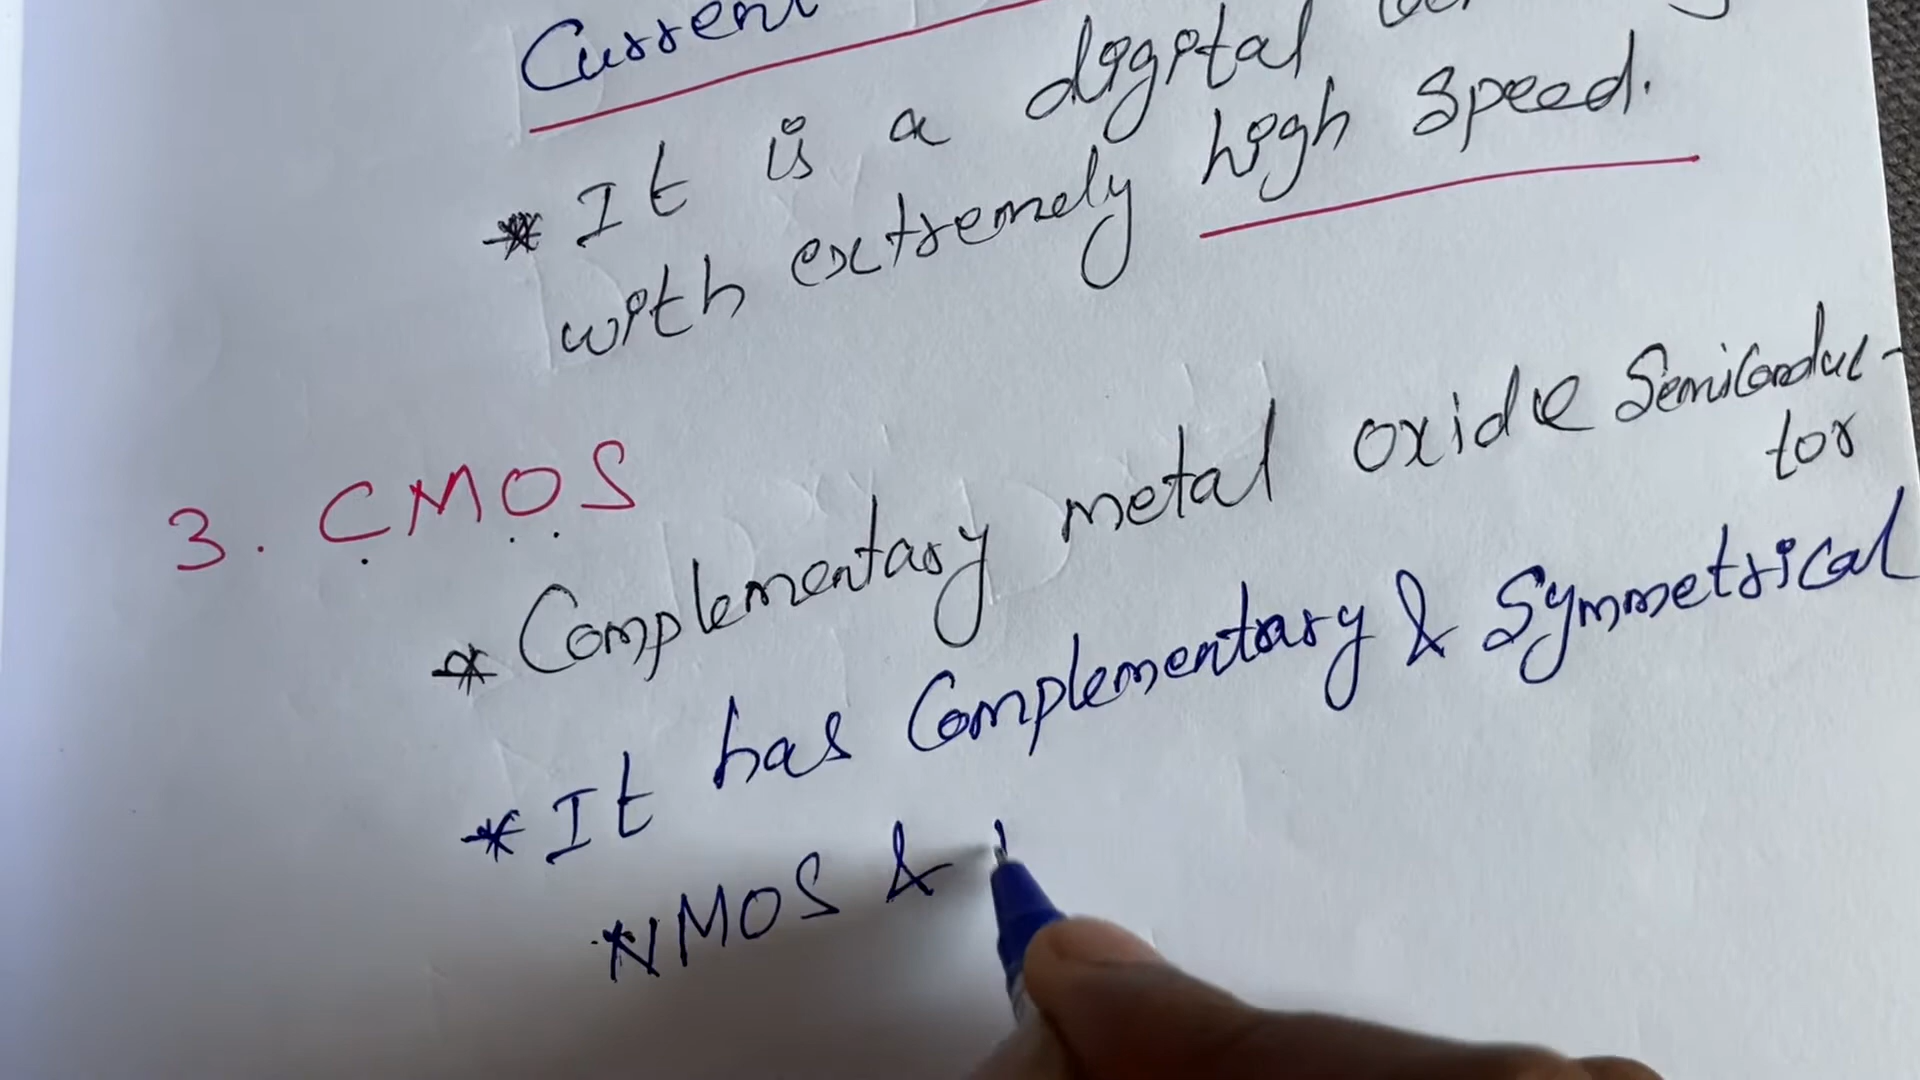 Current
* It is a digital
with extremely high Speed.
3. CMOS
* Complementary metal oxide Semiconduc-
tor
* It has Complementary & Symmetrical
NMOS &